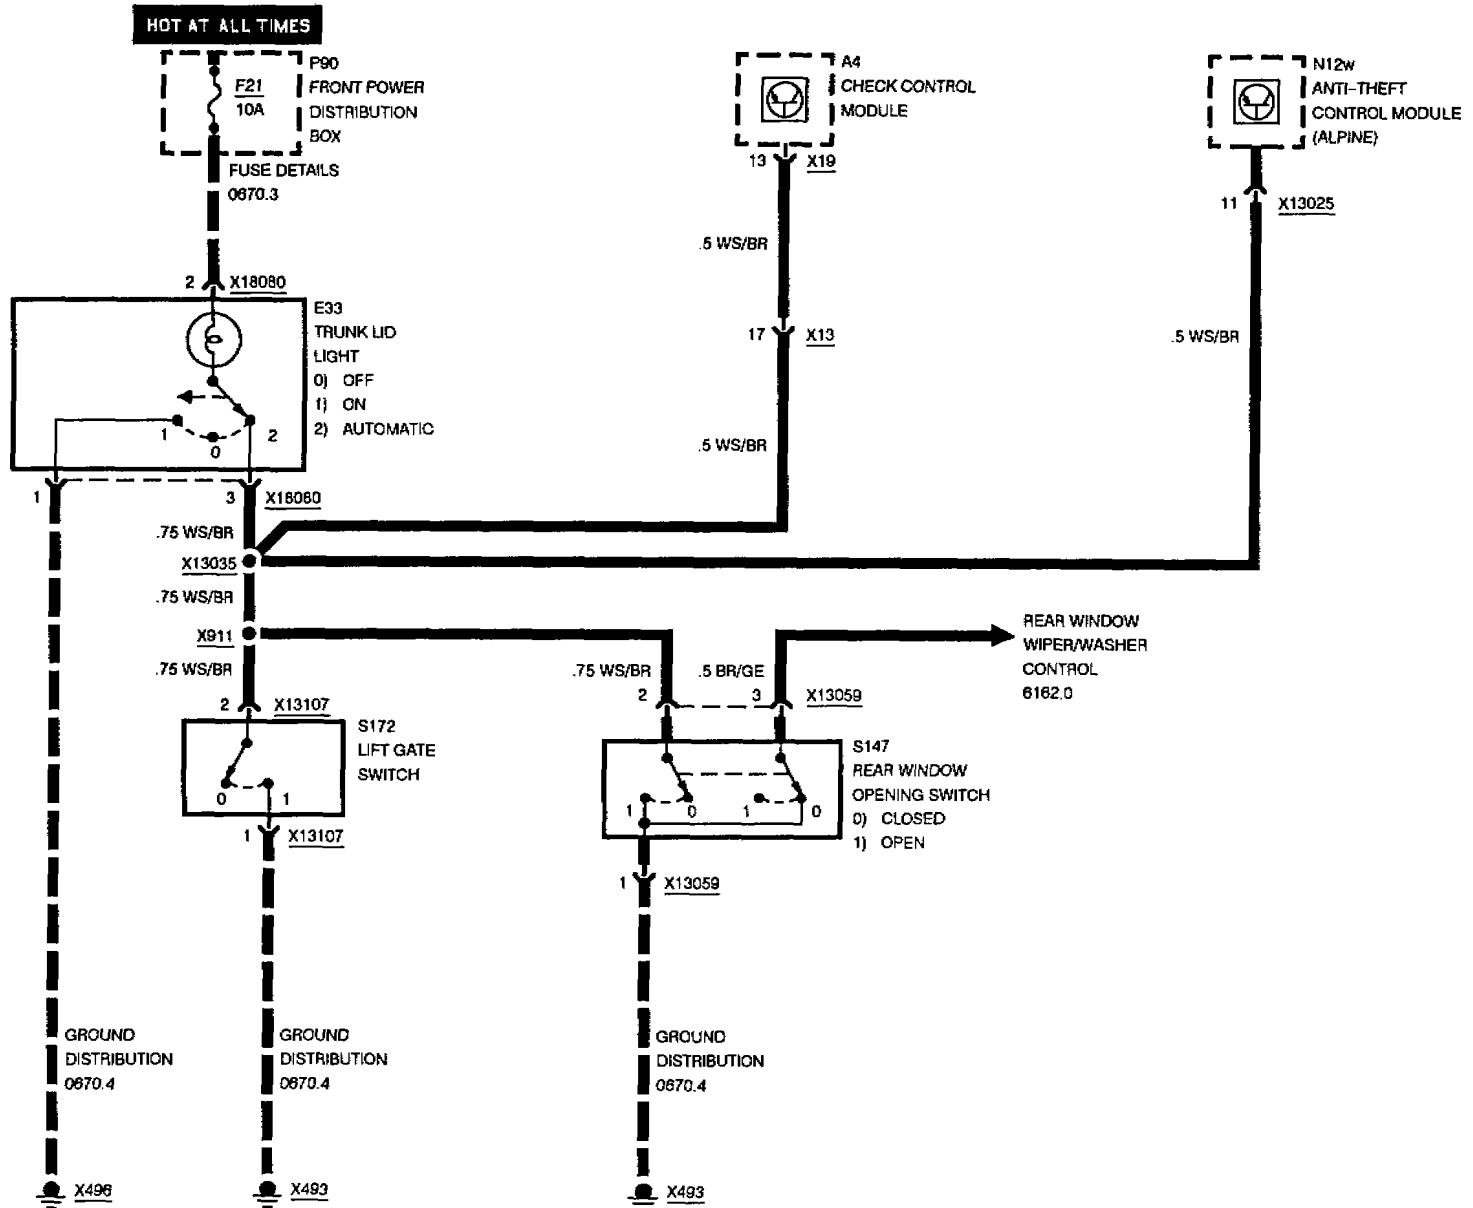 HOT AT ALL TIMES
F21
10A
P90
FRONT POWER
DISTRIBUTION
BOX
FUSE DETAILS
0670.3
A4
CHECK CONTROL
MODULE
13 X19
.5 WS/BR
17 X13
.5 WS/BR
N12w
ANTI-THEFT
CONTROL MODULE
(ALPINE)
11 X13025
.5 WS/BR
2 X18080
E33
TRUNK LID
LIGHT
0) OFF
1) ON
2) AUTOMATIC
1
0
2
1
3 X18080
.75 WS/BR
X13035
.75 WS/BR
X911
.75 WS/BR
2 X13107
S172
LIFT GATE
SWITCH
0
1
1 X13107
.75 WS/BR
.5 BR/GE
2
3 X13059
REAR WINDOW
WIPER/WASHER
CONTROL
6162.0
S147
REAR WINDOW
OPENING SWITCH
0) CLOSED
1) OPEN
1 0 1 0
1 X13059
GROUND
DISTRIBUTION
0670.4
GROUND
DISTRIBUTION
0670.4
GROUND
DISTRIBUTION
0670.4
X496
X493
X493